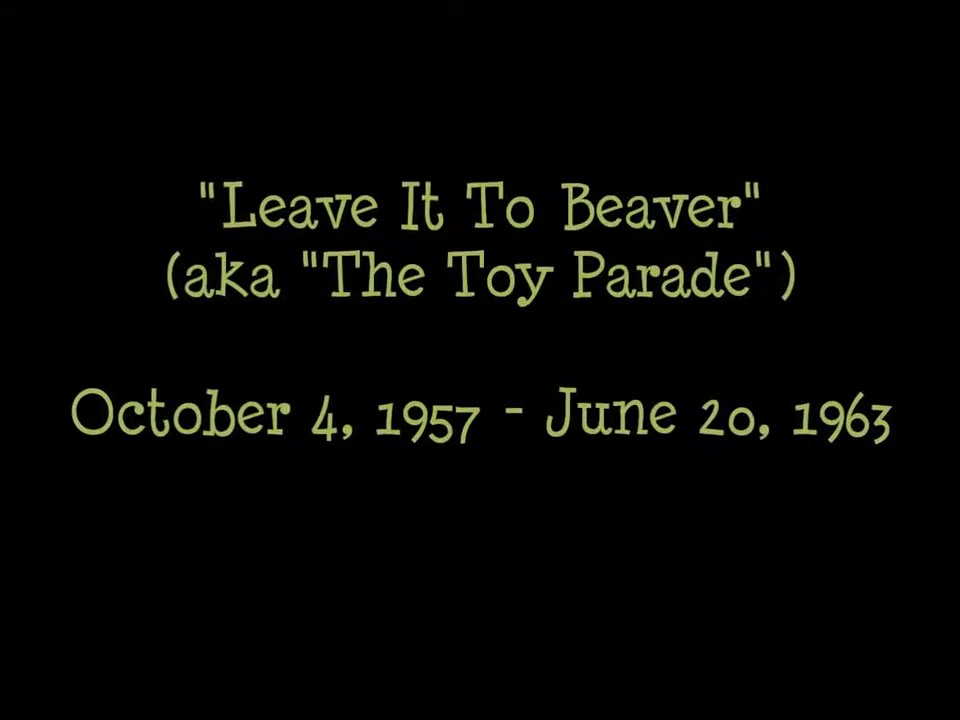 "Leave It To Beaver"
(aka "The Toy Parade")
October 4, 1957 - June 20, 1963